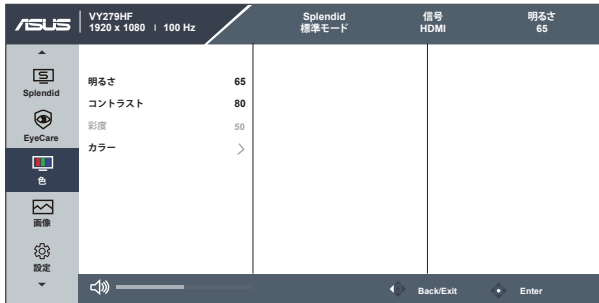 ASUS
VY279HF
1920 x 1080 | 100 Hz
Splendid
標準モード
信号
HDMI
明るさ
65
Splendid
EyeCare
色
画像
設定
明るさ 65
コントラスト 80
彩度 50
カラー
Back/Exit
Enter